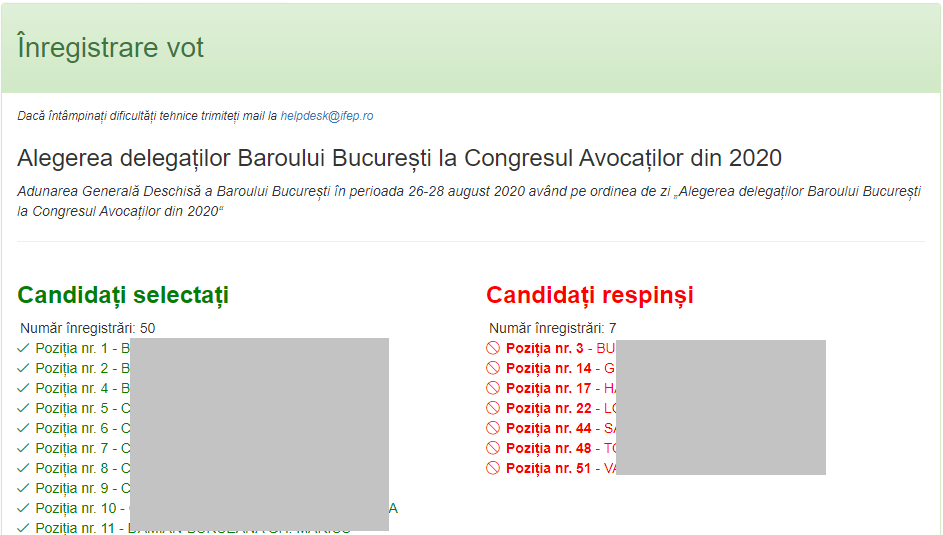 Înregistrare vot
Dacă întâmpinați dificultăți tehnice trimiteți mail la helpdesk@ifep.ro
Alegerea delegaților Baroului București la Congresul Avocaților din 2020
Adunarea Generală Deschisă a Baroului București în perioada 26-28 august 2020 având pe ordinea de zi „Alegerea delegaților Baroului București
la Congresul Avocaților din 2020“
Candidați selectați
Număr înregistrări: 50
Poziția nr. 1 - B
Poziția nr. 2 - B
Poziția nr. 4 - B
Poziția nr. 5 - C
Poziția nr. 6 - C
Poziția nr. 7 - C
Poziția nr. 8 - C
Poziția nr. 9 - C
Poziția nr. 10 - A
Poziția nr. 11 -
Candidați respinși
Număr înregistrări: 7
Poziția nr. 3 - BU
Poziția nr. 14 - G
Poziția nr. 17 - HA
Poziția nr. 22 - LO
Poziția nr. 44 - SA
Poziția nr. 48 - TO
Poziția nr. 51 - VA